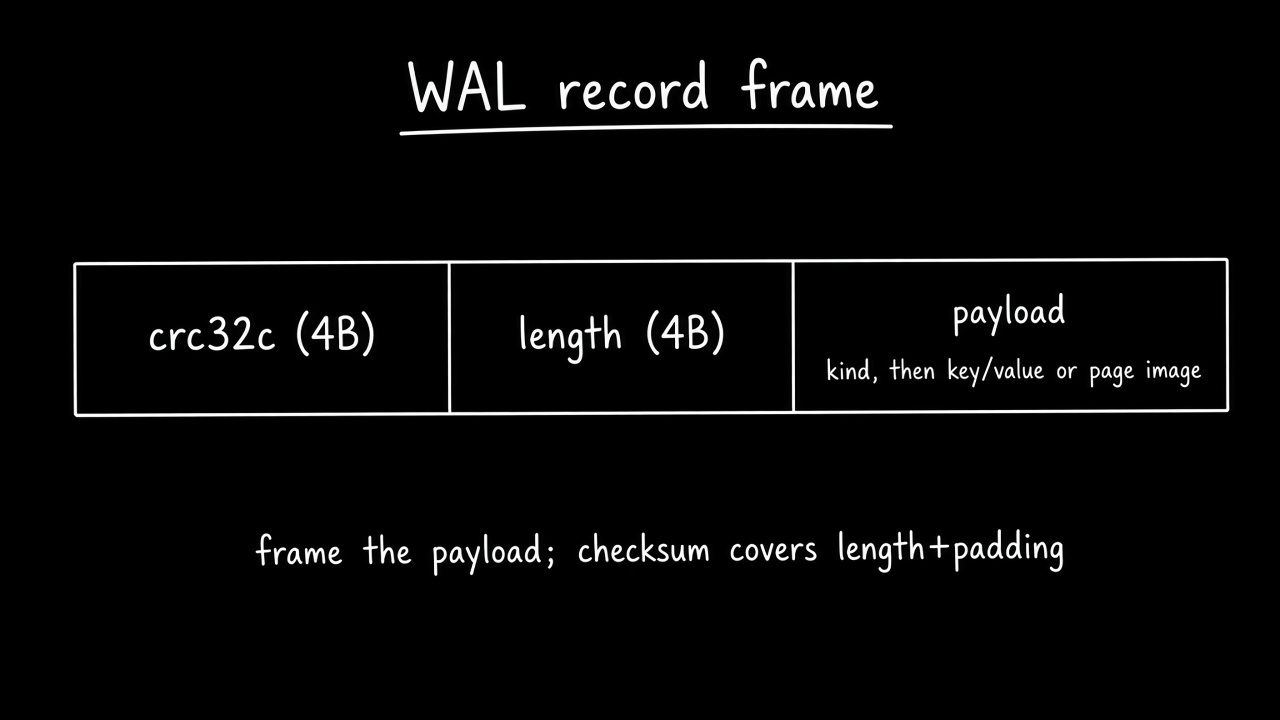 WAL record frame
crc32c (4B)
length (4B)
payload
kind, then key/value or page image
frame the payload; checksum covers length+padding